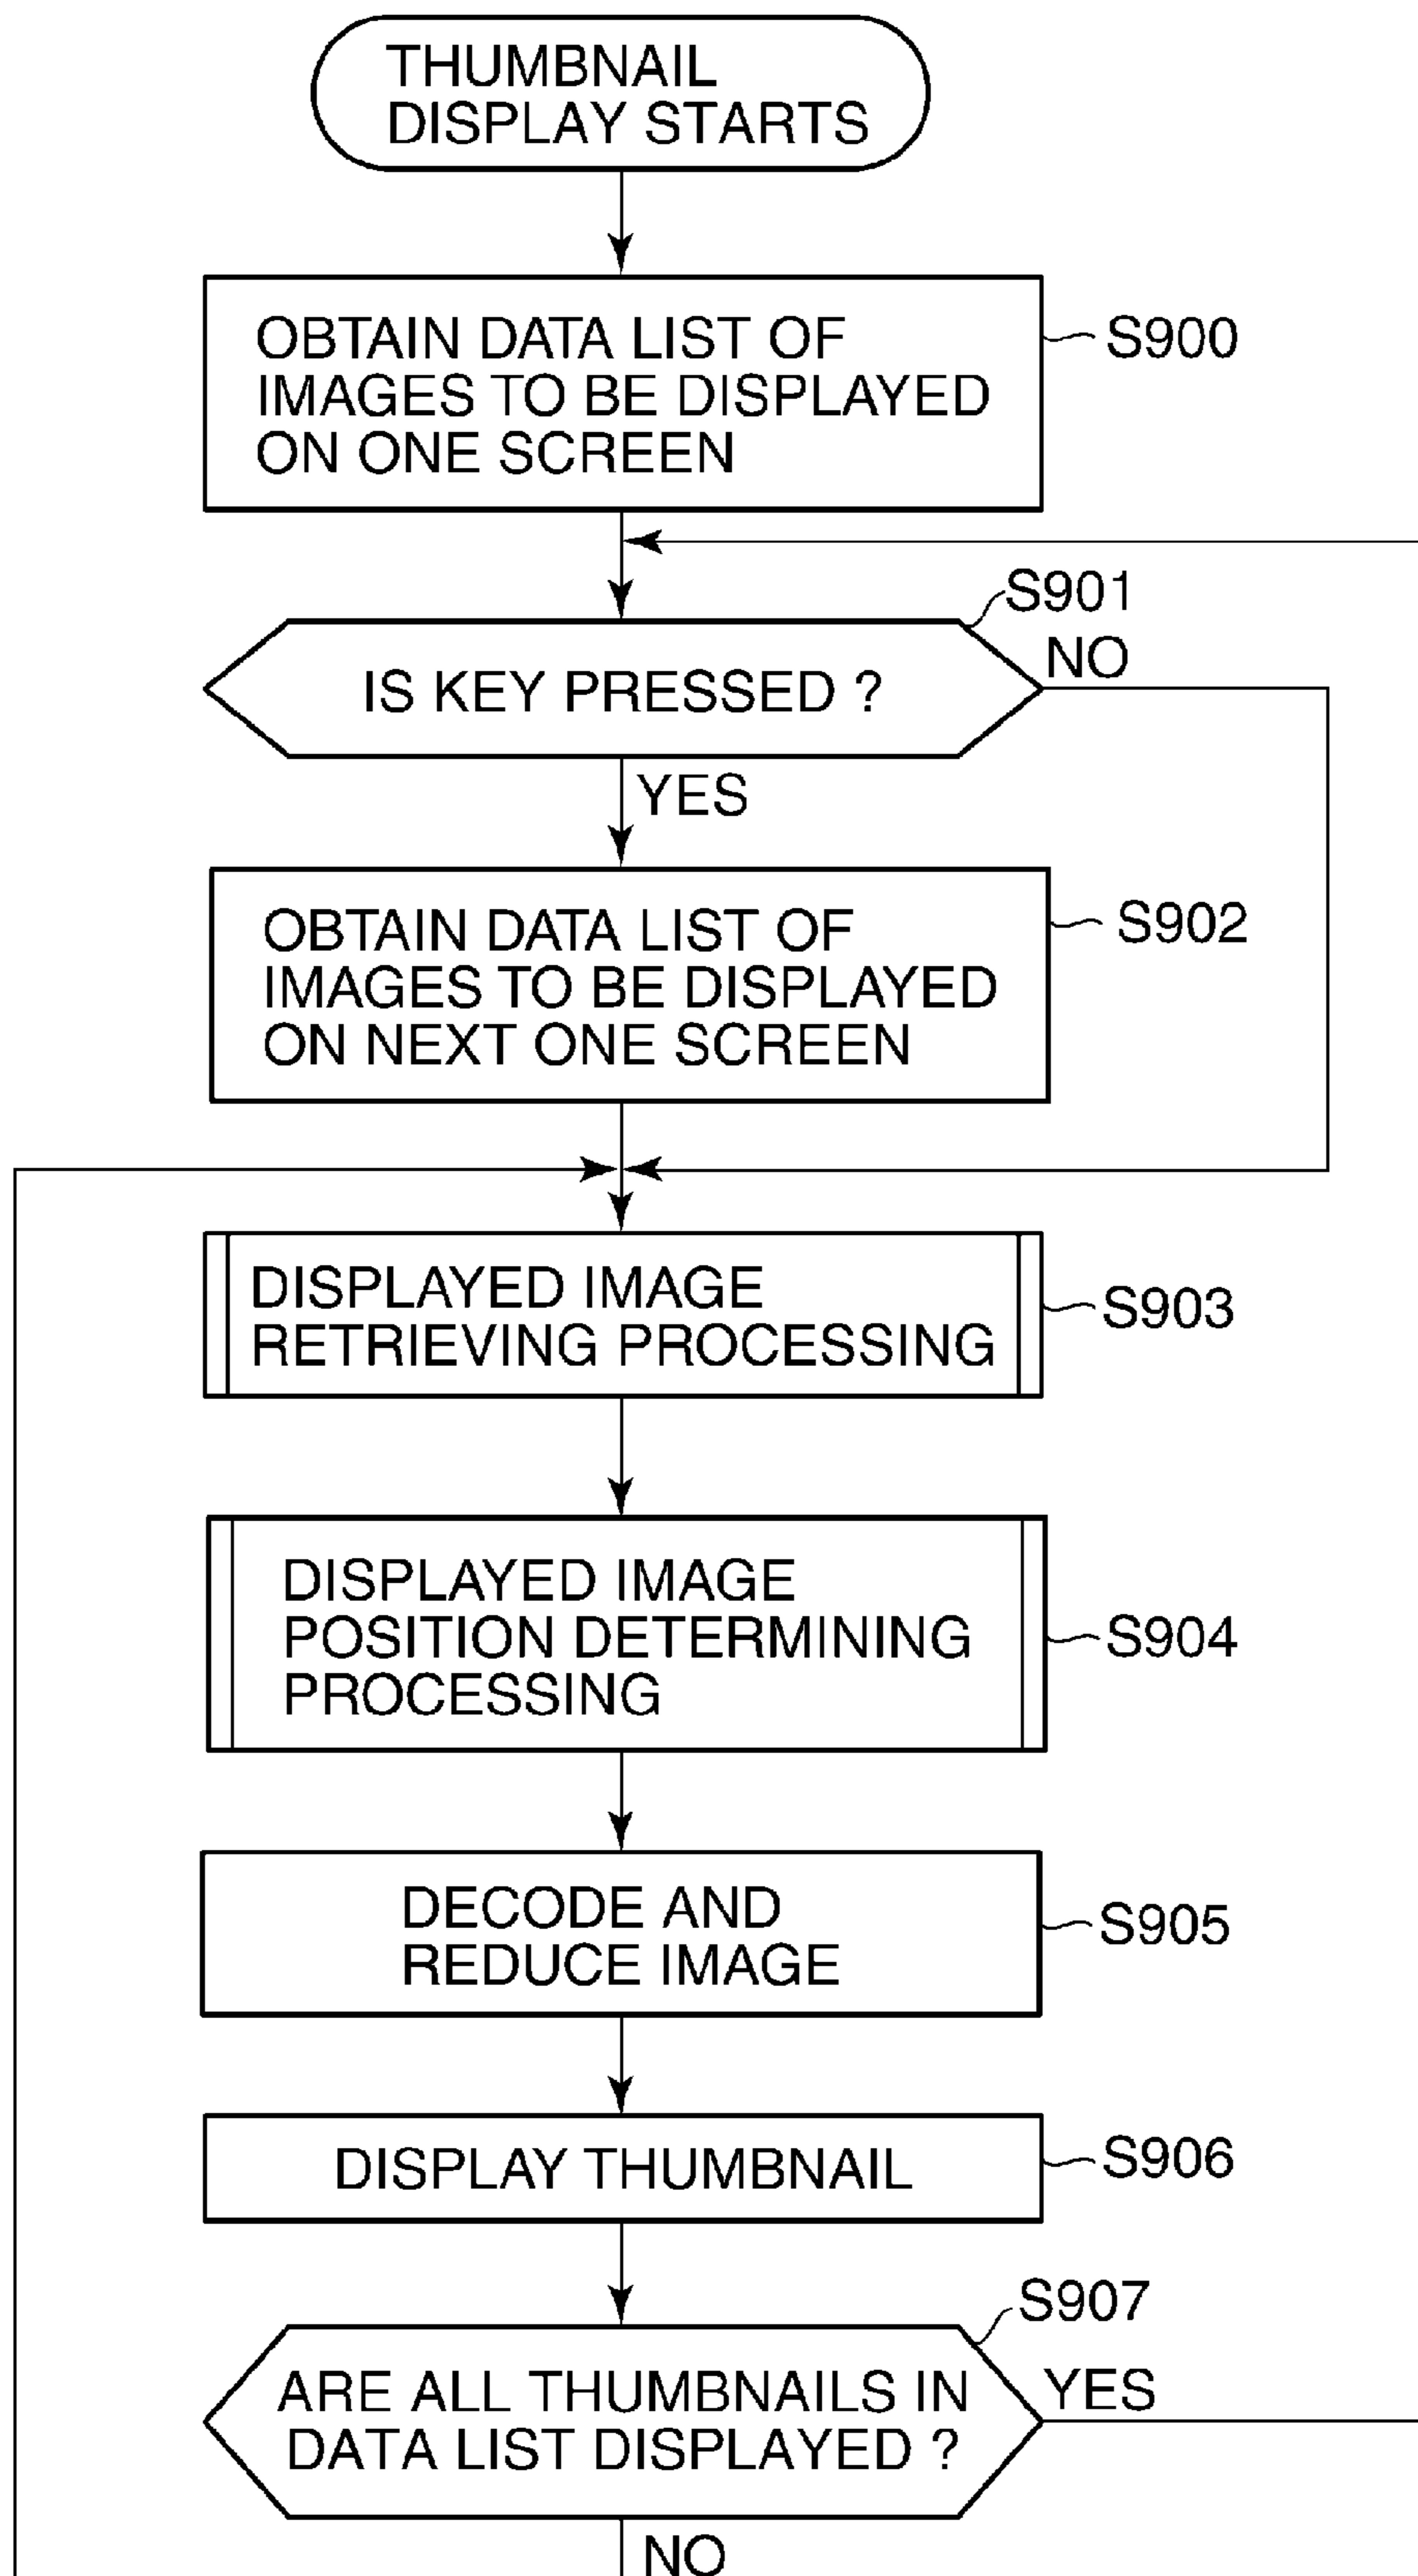 THUMBNAIL
DISPLAY STARTS
OBTAIN DATA LIST OF
IMAGES TO BE DISPLAYED
ON ONE SCREEN
S900
S901
IS KEY PRESSED ?
NO
YES
OBTAIN DATA LIST OF
IMAGES TO BE DISPLAYED
ON NEXT ONE SCREEN
S902
DISPLAYED IMAGE
RETRIEVING PROCESSING
S903
DISPLAYED IMAGE
POSITION DETERMINING
PROCESSING
S904
DECODE AND
REDUCE IMAGE
S905
DISPLAY THUMBNAIL
S906
S907
ARE ALL THUMBNAILS IN
DATA LIST DISPLAYED ?
YES
NO